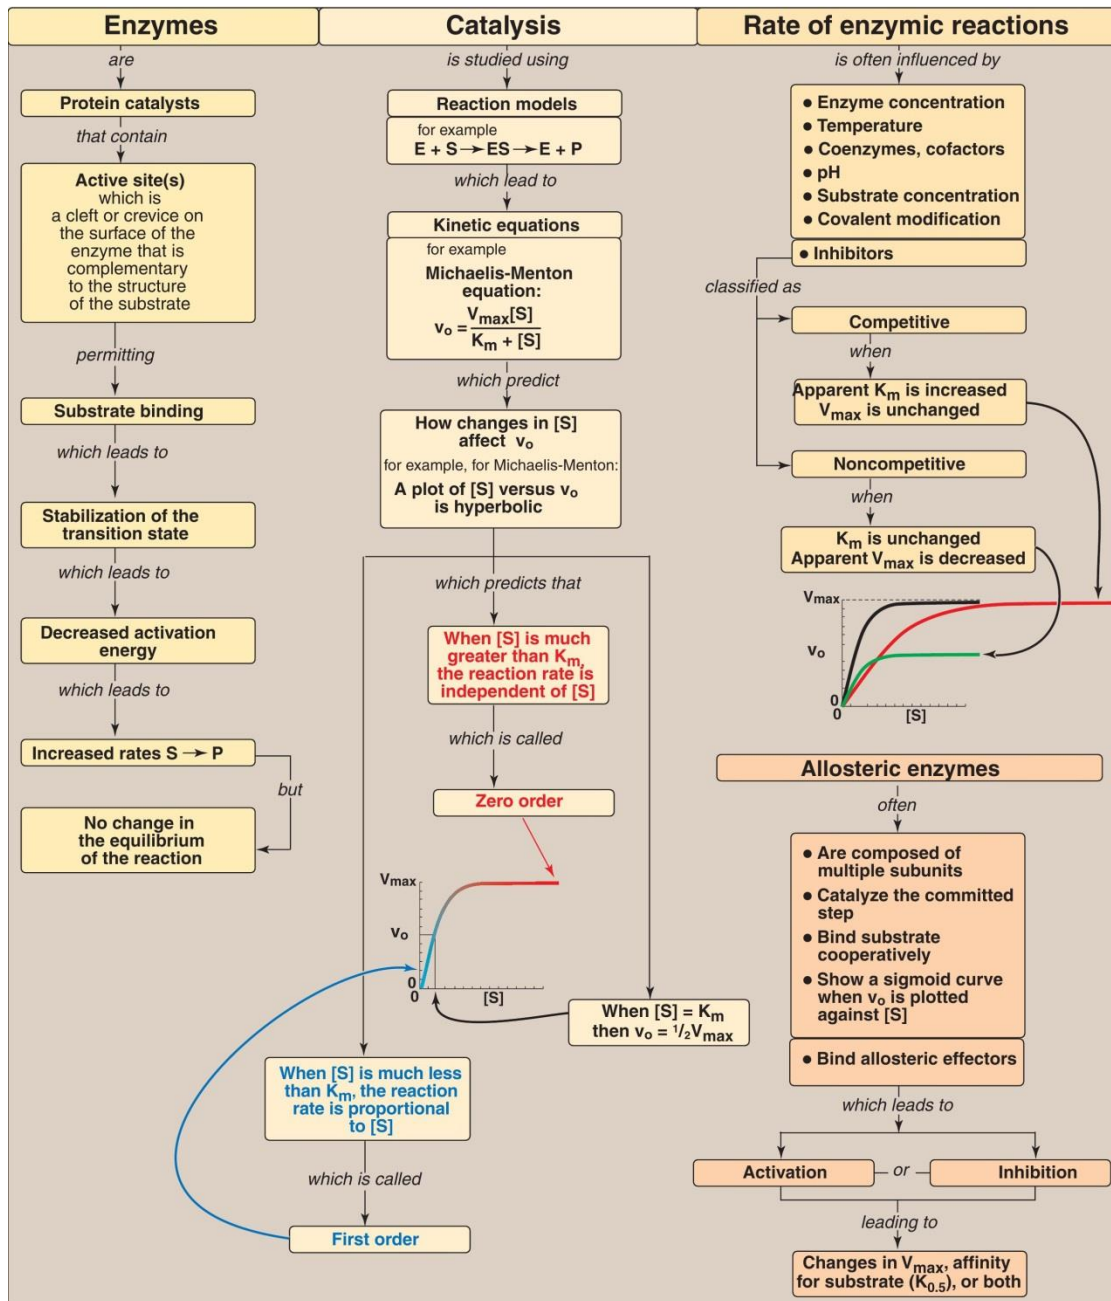 Enzymes
are
Protein catalysts
that contain
Active site(s)
which is
a cleft or crevice on
the surface of the
enzyme that is
complementary
to the structure
of the substrate
permitting
Substrate binding
which leads to
Stabilization of the
transition state
which leads to
Decreased activation
energy
which leads to
Increased rates S → P
but
No change in
the equilibrium
of the reaction
Catalysis
is studied using
Reaction models
for example
E + S → ES → E + P
which lead to
Kinetic equations
for example
Michaelis-Menton
equation:
v₀ = Vmax[S] / Km + [S]
which predict
How changes in [S]
affect v₀
for example, for Michaelis-Menton:
A plot of [S] versus v₀
is hyperbolic
which predicts that
When [S] is much
greater than Km,
the reaction rate is
independent of [S]
which is called
Zero order
Vmax
v₀
0
0
[S]
When [S] = Km
then v₀ = 1/2Vmax
When [S] is much less
than Km, the reaction
rate is proportional
to [S]
which is called
First order
Rate of enzymic reactions
is often influenced by
● Enzyme concentration
● Temperature
● Coenzymes, cofactors
● pH
● Substrate concentration
● Covalent modification
● Inhibitors
classified as
Competitive
when
Apparent Km is increased
Vmax is unchanged
Noncompetitive
when
Km is unchanged
Apparent Vmax is decreased
Vmax
v₀
0
0
[S]
Allosteric enzymes
often
● Are composed of
multiple subunits
● Catalyze the committed
step
● Bind substrate
cooperatively
● Show a sigmoid curve
when v₀ is plotted
against [S]
● Bind allosteric effectors
which leads to
Activation
or
Inhibition
leading to
Changes in Vmax, affinity
for substrate (K0.5), or both